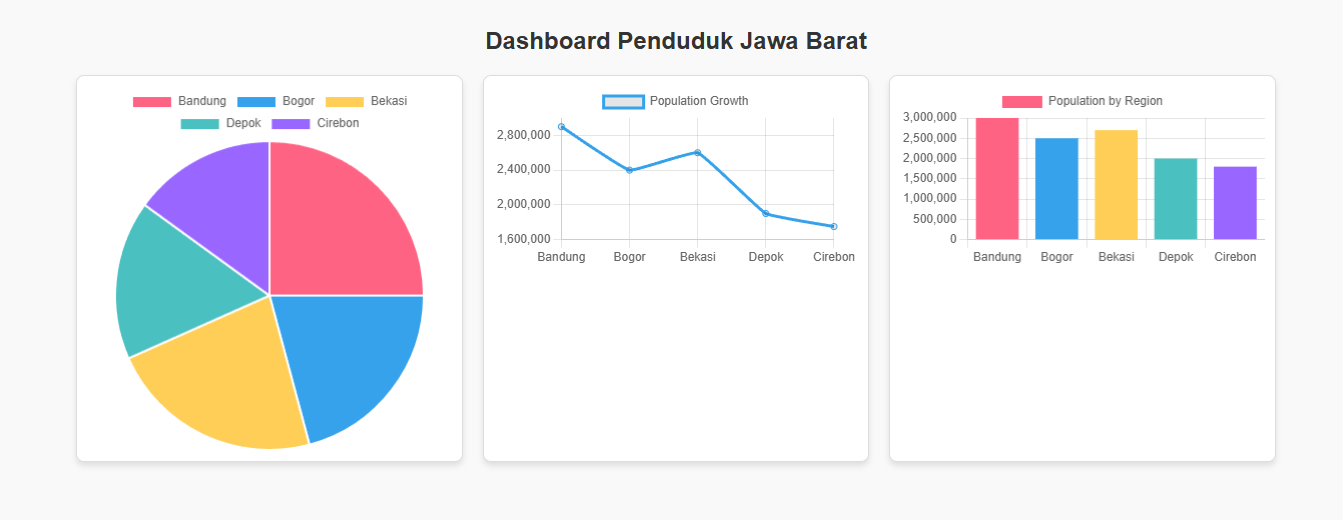 Dashboard Penduduk Jawa Barat
Bandung Bogor Bekasi
Depok Cirebon
Population Growth
2,800,000
2,400,000
2,000,000
1,600,000
Bandung Bogor Bekasi Depok Cirebon
Population by Region
3,000,000
2,500,000
2,000,000
1,500,000
1,000,000
500,000
0
Bandung Bogor Bekasi Depok Cirebon